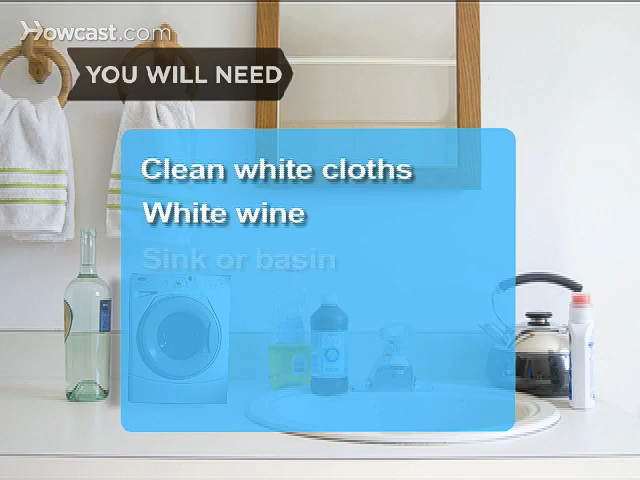 Howcast.com
YOU WILL NEED
Clean white cloths
White wine
Sink or basin